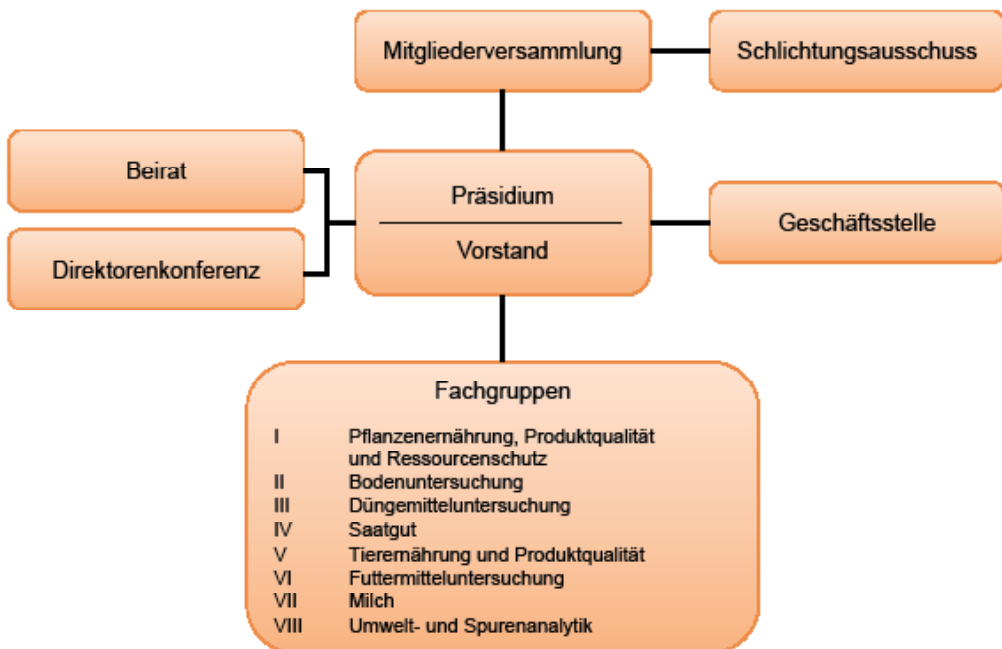 Mitgliederversammlung
Schlichtungsausschuss
Beirat
Direktorenkonferenz
Präsidium
Vorstand
Geschäftsstelle
Fachgruppen
I Pflanzenernährung, Produktqualität
und Ressourcenschutz
II Bodenuntersuchung
III Düngemitteluntersuchung
IV Saatgut
V Tierernährung und Produktqualität
VI Futtermitteluntersuchung
VII Milch
VIII Umwelt- und Spurenanalytik